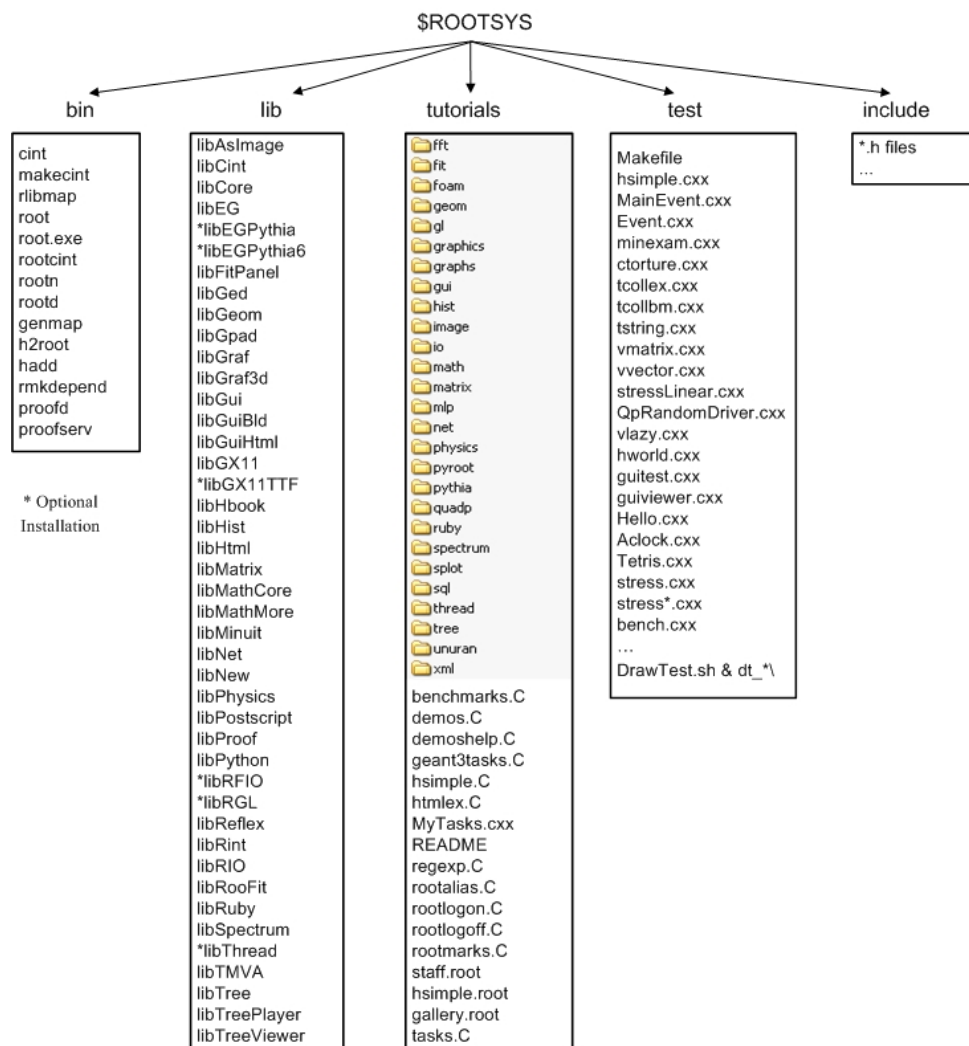 $ROOTSYS
bin
lib
tutorials
test
include
cint
makecint
rlibmap
root
root.exe
rootcint
rootn
rootd
genmap
h2root
hadd
rmkdepend
proofd
proofserv
* Optional
Installation
libAsImage
libCint
libCore
libEG
*libEGPythia
*libEGPythia6
libFitPanel
libGed
libGeom
libGpad
libGraf
libGraf3d
libGui
libGuiBld
libGuiHtml
libGX11
*libGX11TTF
libHbook
libHist
libHtml
libMatrix
libMathCore
libMathMore
libMinuit
libNet
libNew
libPhysics
libPostscript
libProof
libPython
*libRFIO
*libRGL
libReflex
libRint
libRIO
libRooFit
libRuby
libSpectrum
*libThread
libTMVA
libTree
libTreePlayer
libTreeViewer
fft
fit
foam
geom
gl
graphics
graphs
gui
hist
image
io
math
matrix
mlp
net
physics
pyroot
pythia
quadp
ruby
spectrum
splot
sql
thread
tree
unuran
xml
benchmarks.C
demos.C
demoshelp.C
geant3tasks.C
hsimple.C
htmlex.C
MyTasks.cxx
README
regexp.C
rootalias.C
rootlogon.C
rootlogoff.C
rootmarks.C
staff.root
hsimple.root
gallery.root
tasks.C
Makefile
hsimple.cxx
MainEvent.cxx
Event.cxx
minexam.cxx
ctorture.cxx
tcollex.cxx
tcollbm.cxx
tstring.cxx
vmatrix.cxx
vvector.cxx
stressLinear.cxx
QpRandomDriver.cxx
vlazy.cxx
hworld.cxx
guitest.cxx
guiviewer.cxx
Hello.cxx
Aclock.cxx
Tetris.cxx
stress.cxx
stress*.cxx
bench.cxx
...
DrawTest.sh & dt_*\
*.h files
...